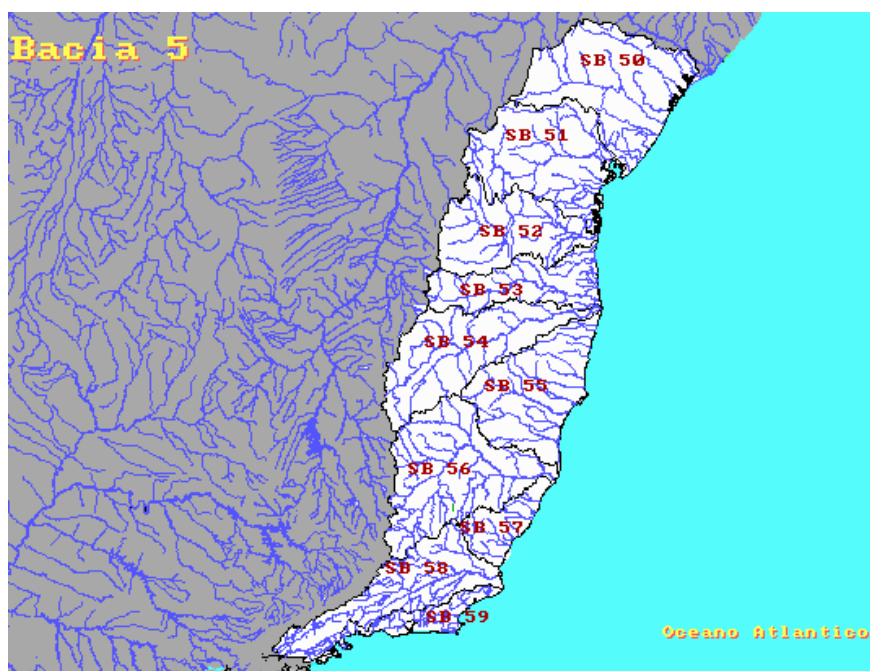 Bacia 5
SB 50
SB 51
SB 52
SB 53
SB 54
SB 55
SB 56
SB 57
SB 58
SB 59
Oceano Atlantico